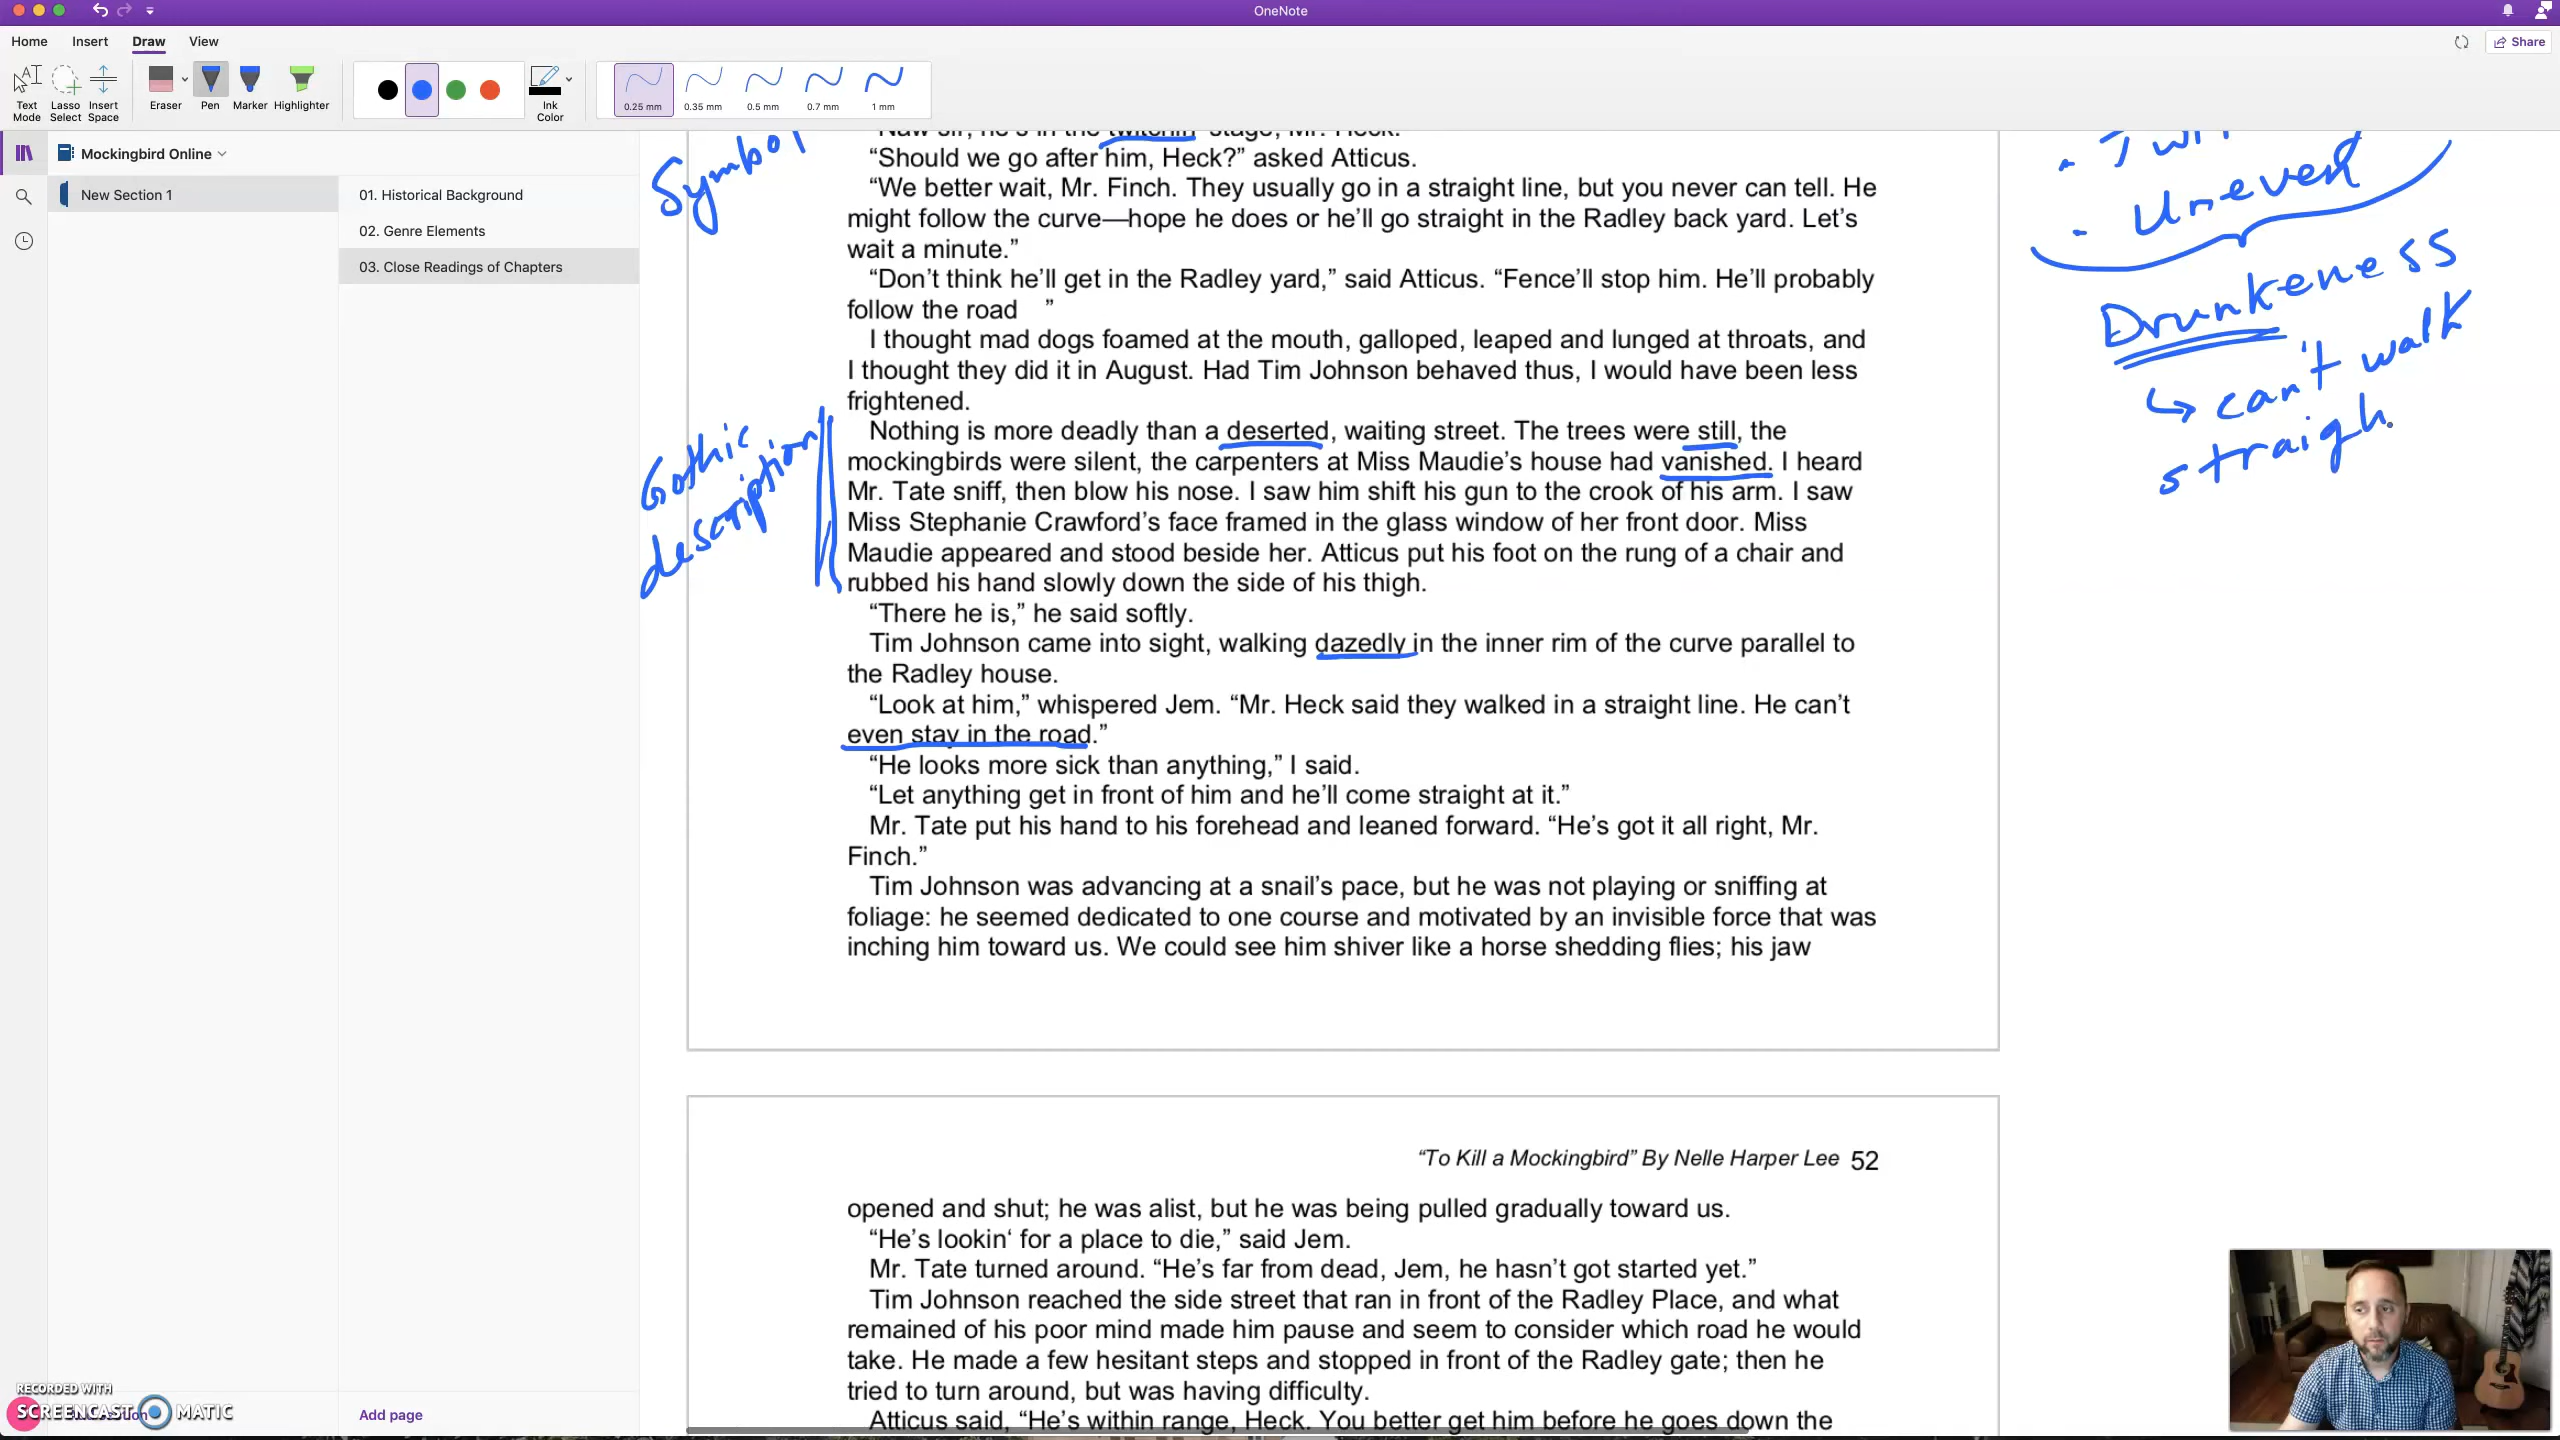 OneNote
Home Insert Draw View
Share
Text Mode
Lasso Select
Insert Space
Eraser
Pen
Marker
Highlighter
Ink Color
0.25 mm
0.35 mm
0.5 mm
0.7 mm
1 mm
Mockingbird Online
New Section 1
01. Historical Background
02. Genre Elements
03. Close Readings of Chapters
Add page
Symbol
"Naw sir, he's in the twitchin' stage, Mr. Heck."
“Should we go after him, Heck?” asked Atticus.
“We better wait, Mr. Finch. They usually go in a straight line, but you never can tell. He
might follow the curve—hope he does or he’ll go straight in the Radley back yard. Let’s
wait a minute.”
“Don’t think he’ll get in the Radley yard,” said Atticus. “Fence’ll stop him. He’ll probably
follow the road ”
I thought mad dogs foamed at the mouth, galloped, leaped and lunged at throats, and
I thought they did it in August. Had Tim Johnson behaved thus, I would have been less
frightened.
Nothing is more deadly than a deserted, waiting street. The trees were still, the
mockingbirds were silent, the carpenters at Miss Maudie’s house had vanished. I heard
Mr. Tate sniff, then blow his nose. I saw him shift his gun to the crook of his arm. I saw
Miss Stephanie Crawford’s face framed in the glass window of her front door. Miss
Maudie appeared and stood beside her. Atticus put his foot on the rung of a chair and
rubbed his hand slowly down the side of his thigh.
“There he is,” he said softly.
Tim Johnson came into sight, walking dazedly in the inner rim of the curve parallel to
the Radley house.
“Look at him,” whispered Jem. “Mr. Heck said they walked in a straight line. He can’t
even stay in the road.”
“He looks more sick than anything,” I said.
“Let anything get in front of him and he’ll come straight at it.”
Mr. Tate put his hand to his forehead and leaned forward. “He’s got it all right, Mr.
Finch.”
Tim Johnson was advancing at a snail’s pace, but he was not playing or sniffing at
foliage: he seemed dedicated to one course and motivated by an invisible force that was
inching him toward us. We could see him shiver like a horse shedding flies; his jaw
Gothic
description
- Uneven
Drunkeness
↳ can't walk
straigh
“To Kill a Mockingbird” By Nelle Harper Lee 52
opened and shut; he was alist, but he was being pulled gradually toward us.
“He’s lookin‘ for a place to die,” said Jem.
Mr. Tate turned around. “He’s far from dead, Jem, he hasn’t got started yet.”
Tim Johnson reached the side street that ran in front of the Radley Place, and what
remained of his poor mind made him pause and seem to consider which road he would
take. He made a few hesitant steps and stopped in front of the Radley gate; then he
tried to turn around, but was having difficulty.
Atticus said, “He’s within range, Heck. You better get him before he goes down the
RECORDED WITH
SCREENCAST MATIC